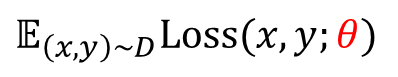 𝔼₍ₓ,ᵧ₎∼D Loss(x, y; θ)